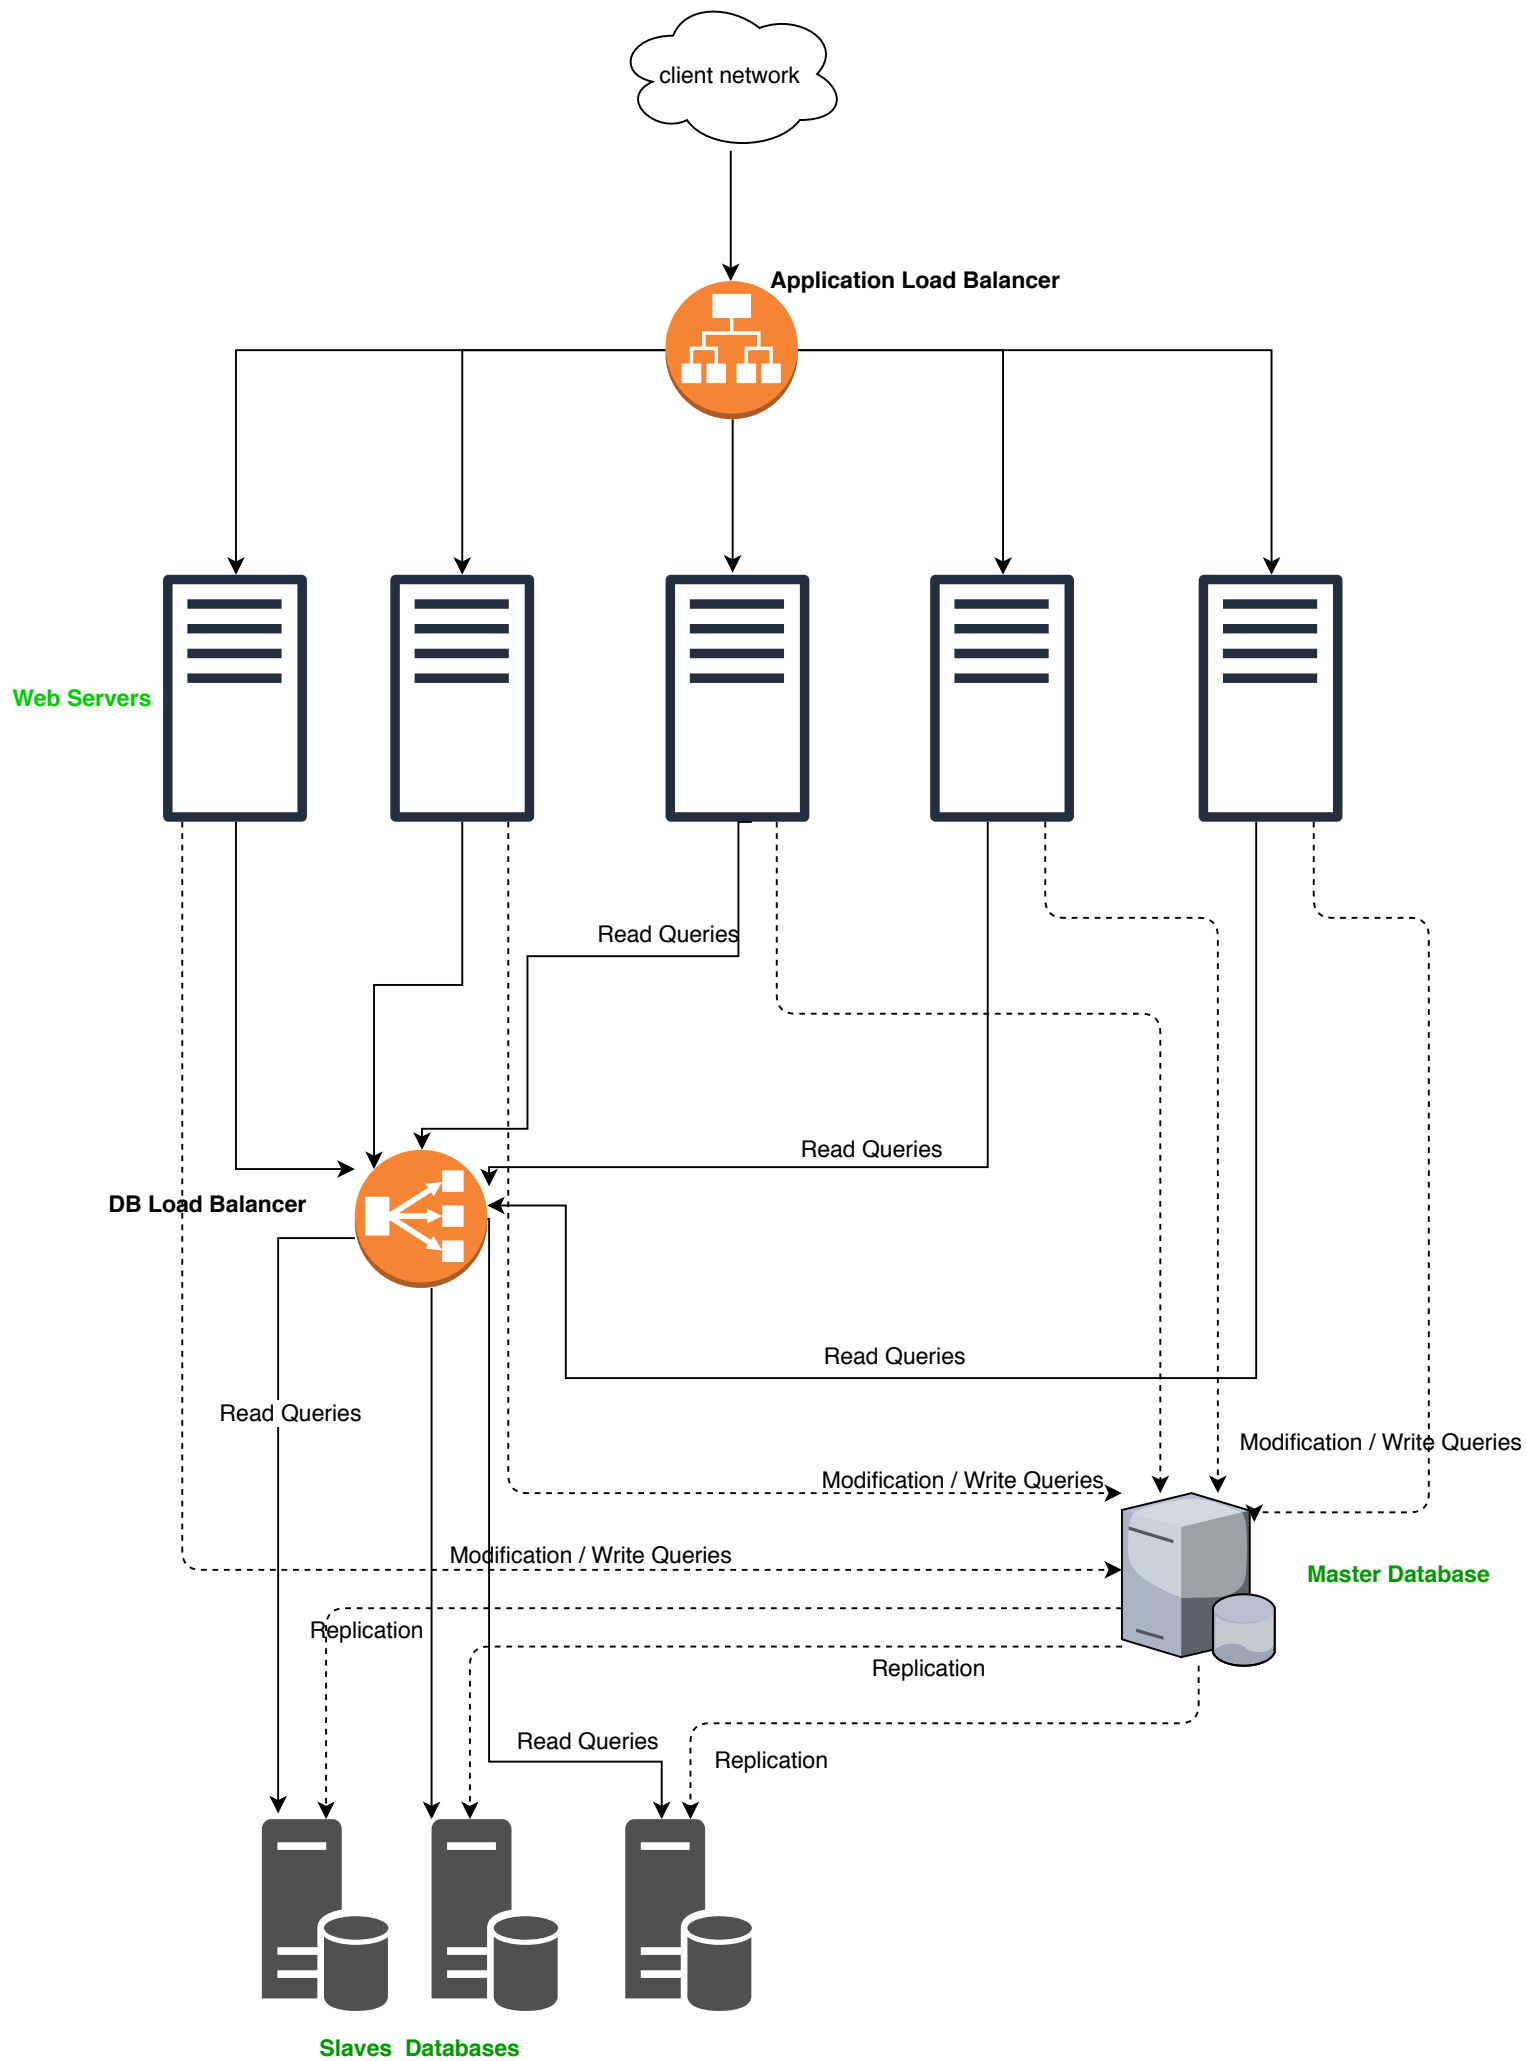 client network
Application Load Balancer
Web Servers
Read Queries
Read Queries
DB Load Balancer
Read Queries
Read Queries
Modification / Write Queries
Modification / Write Queries
Modification / Write Queries
Master Database
Replication
Replication
Read Queries
Replication
Slaves  Databases